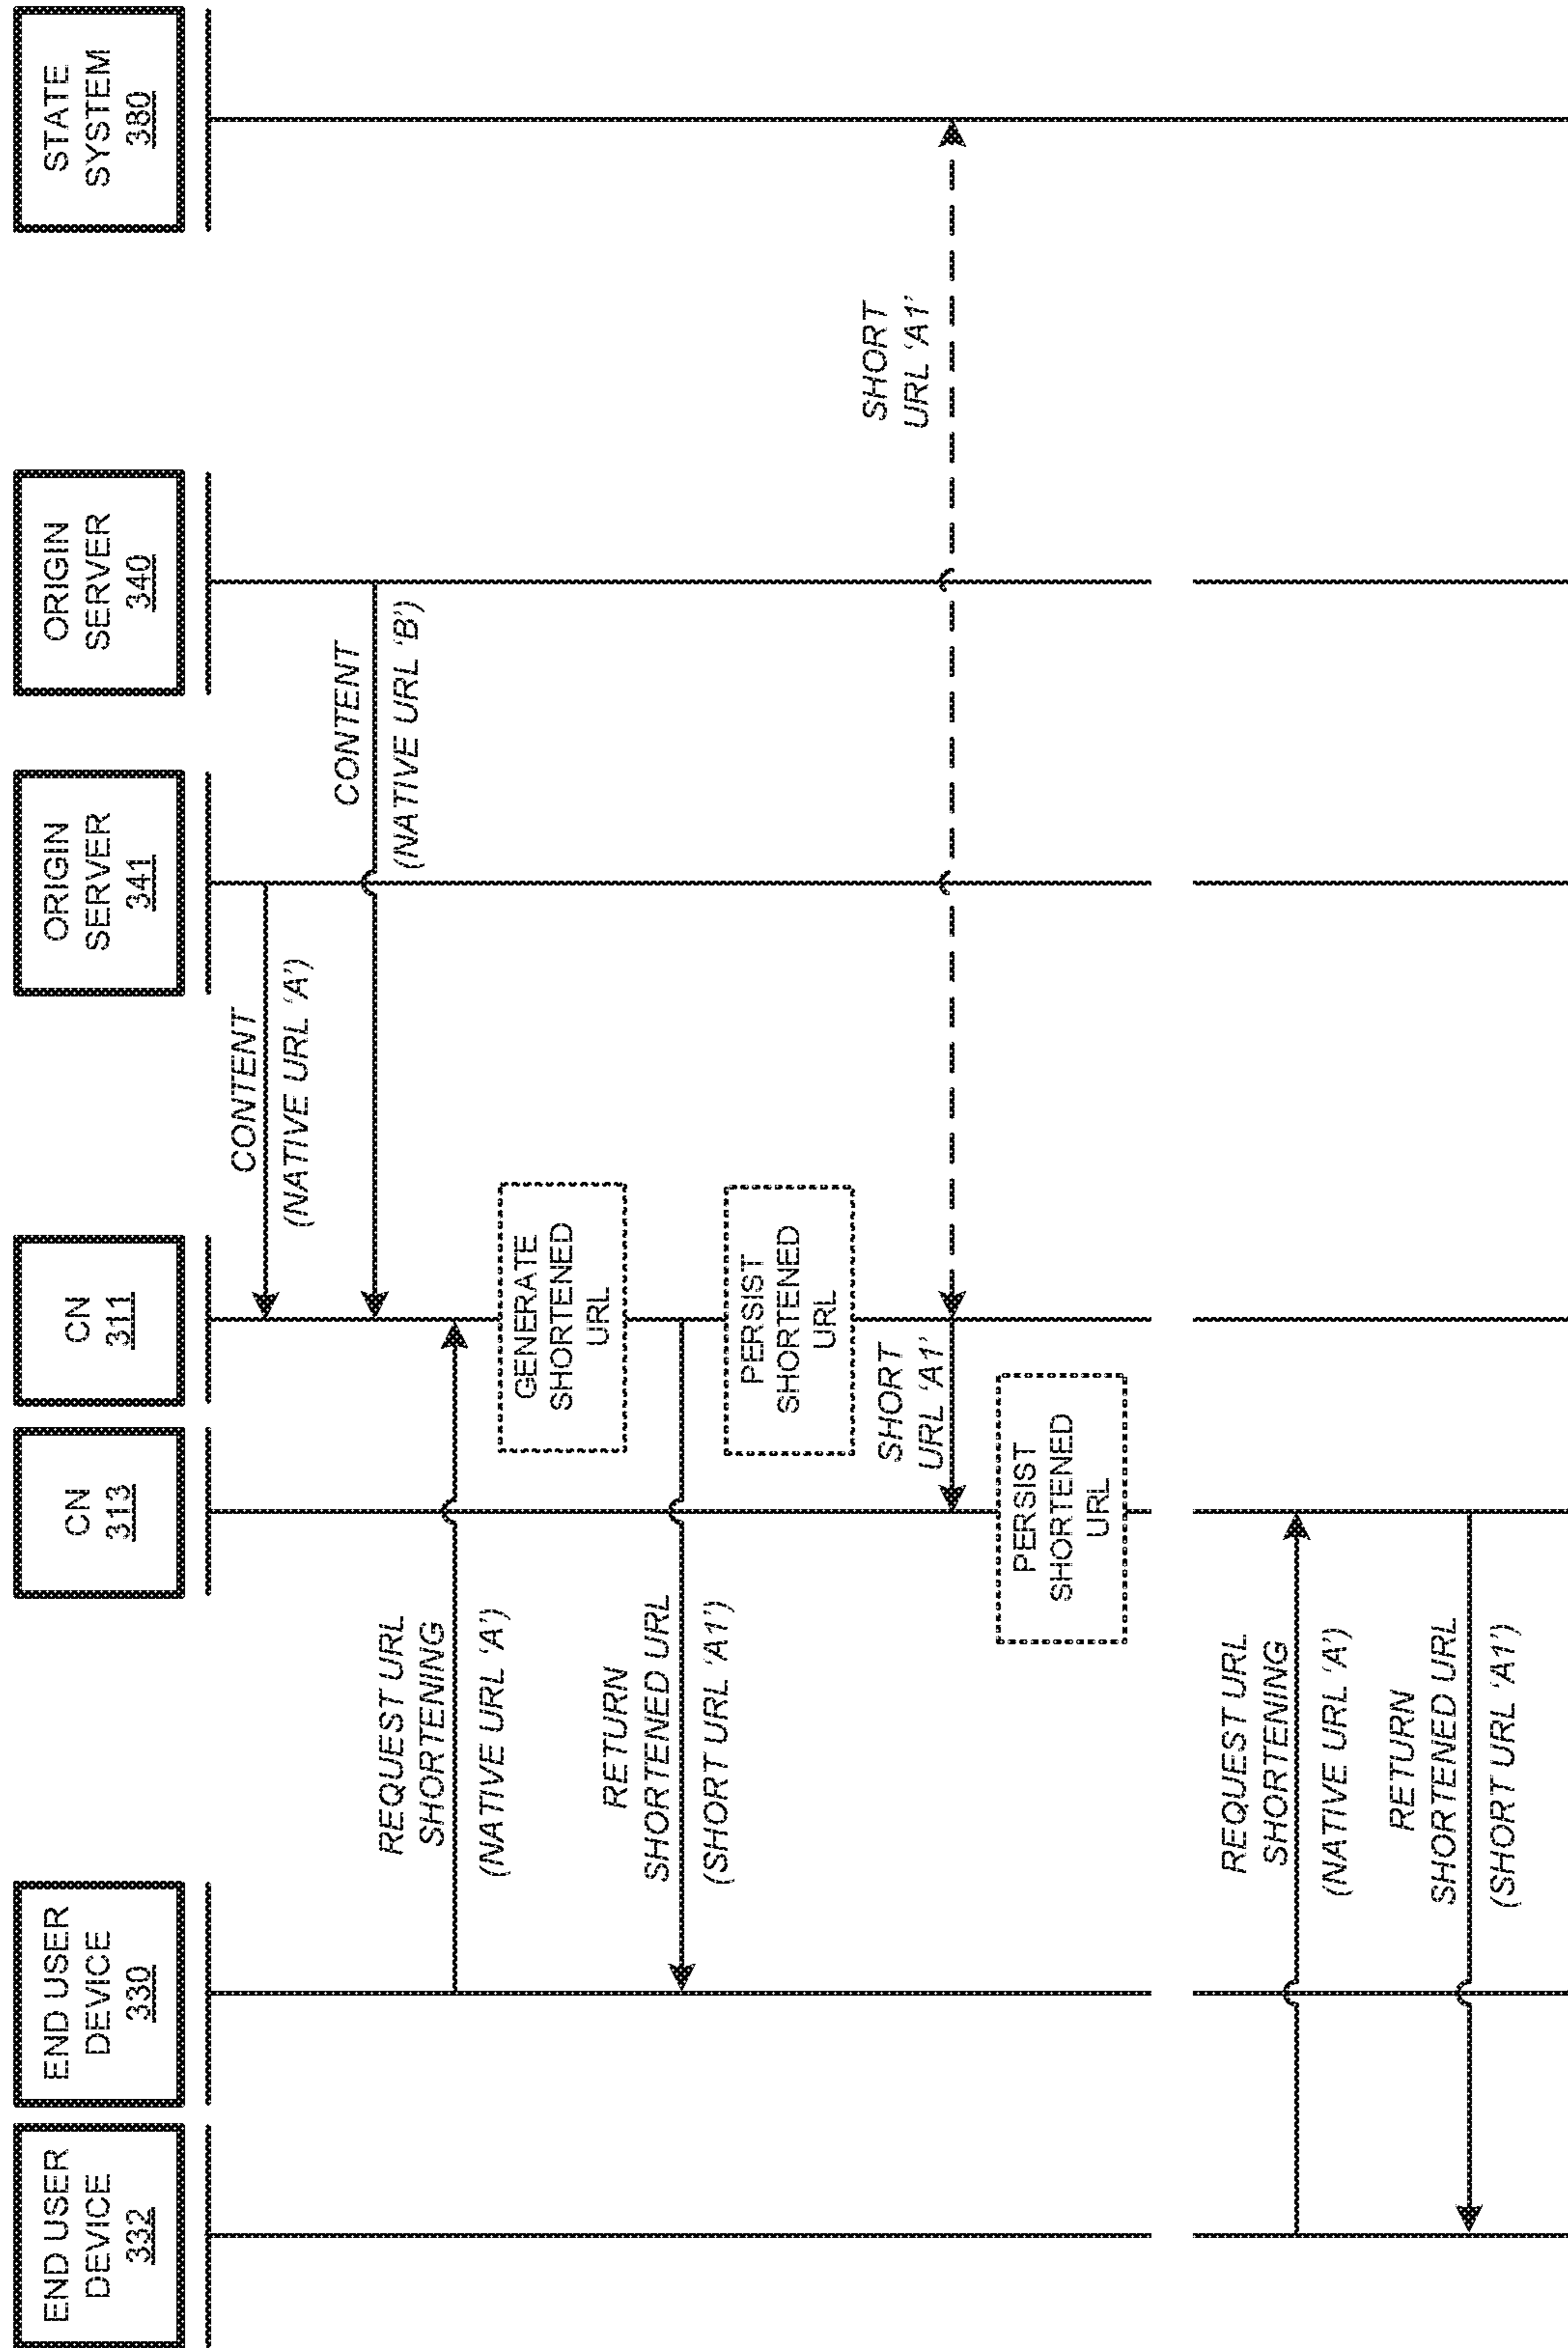 END USER
DEVICE
332
END USER
DEVICE
330
CN
313
CN
311
ORIGIN
SERVER
341
ORIGIN
SERVER
340
STATE
SYSTEM
380
CONTENT
(NATIVE URL 'A')
CONTENT
(NATIVE URL 'B')
REQUEST URL
SHORTENING
(NATIVE URL 'A')
GENERATE
SHORTENED
URL
RETURN
SHORTENED URL
(SHORT URL 'A1')
PERSIST
SHORTENED
URL
SHORT
URL 'A1'
SHORT
URL 'A1'
PERSIST
SHORTENED
URL
REQUEST URL
SHORTENING
(NATIVE URL 'A')
RETURN
SHORTENED URL
(SHORT URL 'A1')